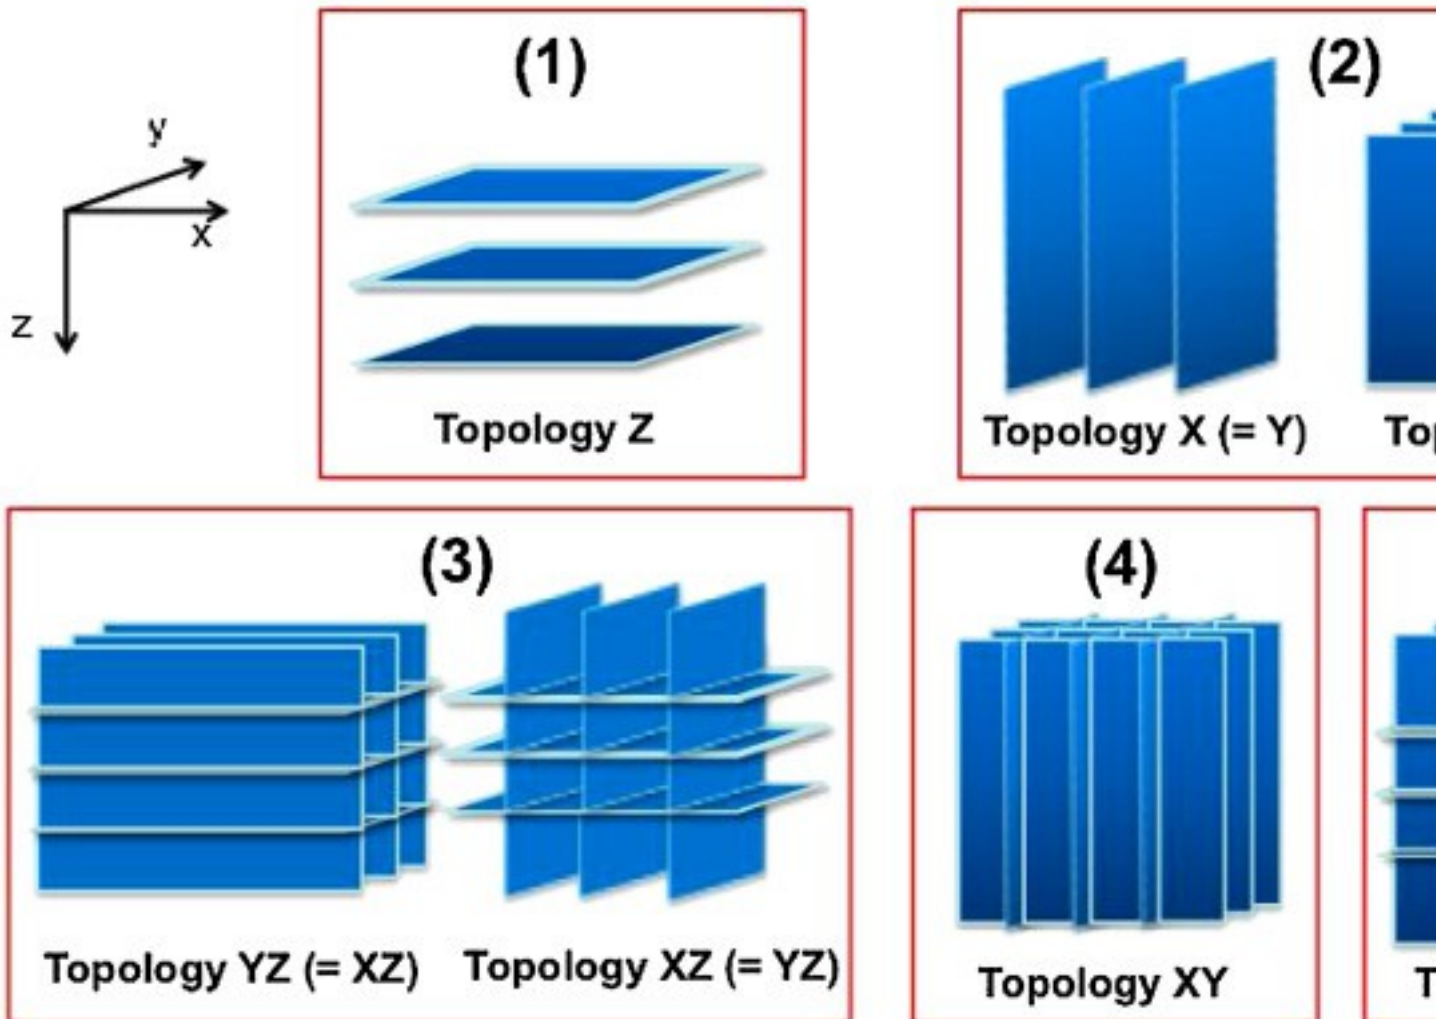 y
x
z
(1)
Topology Z
(2)
Topology X (= Y)
(3)
Topology YZ (= XZ)
Topology XZ (= YZ)
(4)
Topology XY